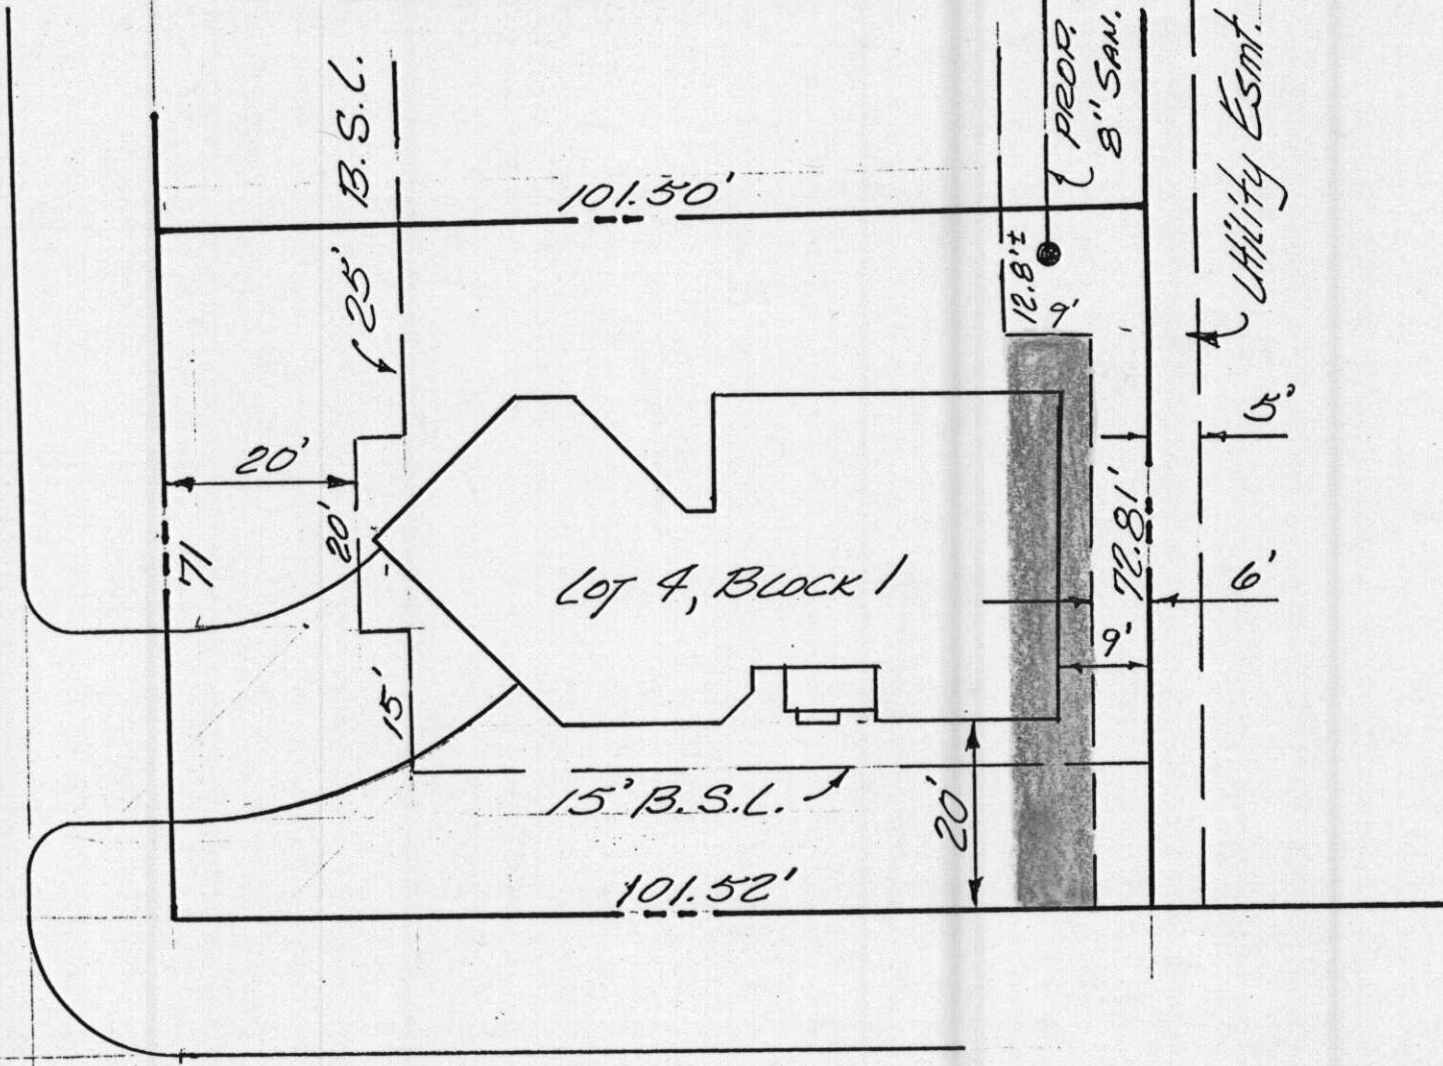 25' B.S.L.
101.50'
PROP.
8" SAN.
Utility Esmt.
12.8'±
9'
20'
5'
20'
71
72.81'
Lot 4, Block 1
6'
9'
15'
15' B.S.L.
20'
101.52'